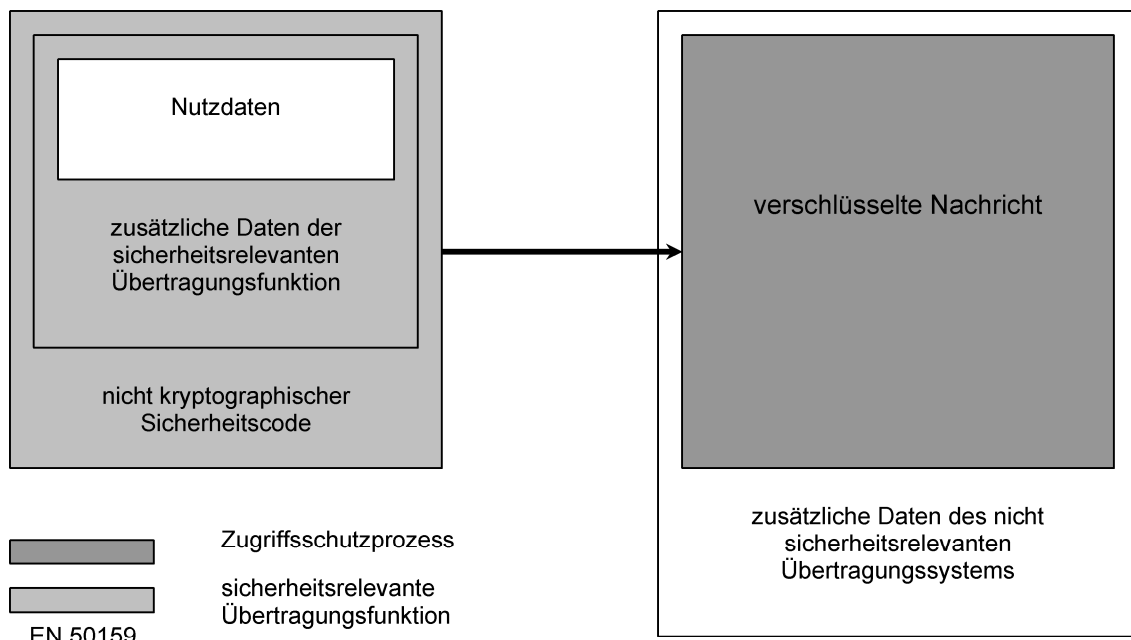 Nutzdaten
zusätzliche Daten der
sicherheitsrelevanten
Übertragungsfunktion
nicht kryptographischer
Sicherheitscode
verschlüsselte Nachricht
zusätzliche Daten des nicht
sicherheitsrelevanten
Übertragungssystems
Zugriffsschutzprozess
sicherheitsrelevante
Übertragungsfunktion
EN 50159